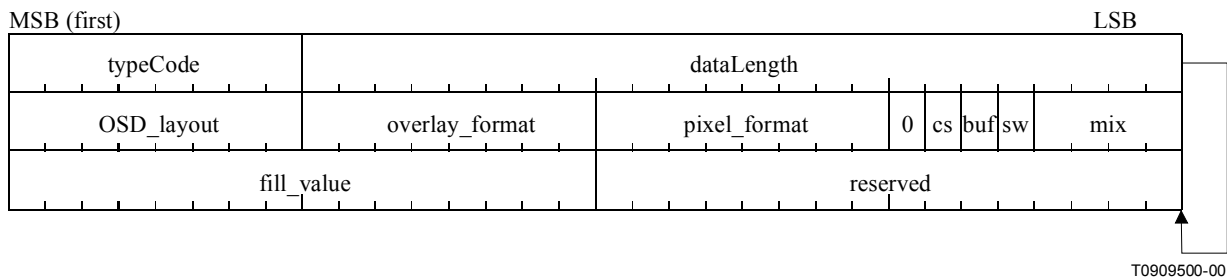 MSB (first) LSB
typeCode dataLength
OSD_layout overlay_format pixel_format 0 cs buf sw mix
fill_value reserved
T0909500-00